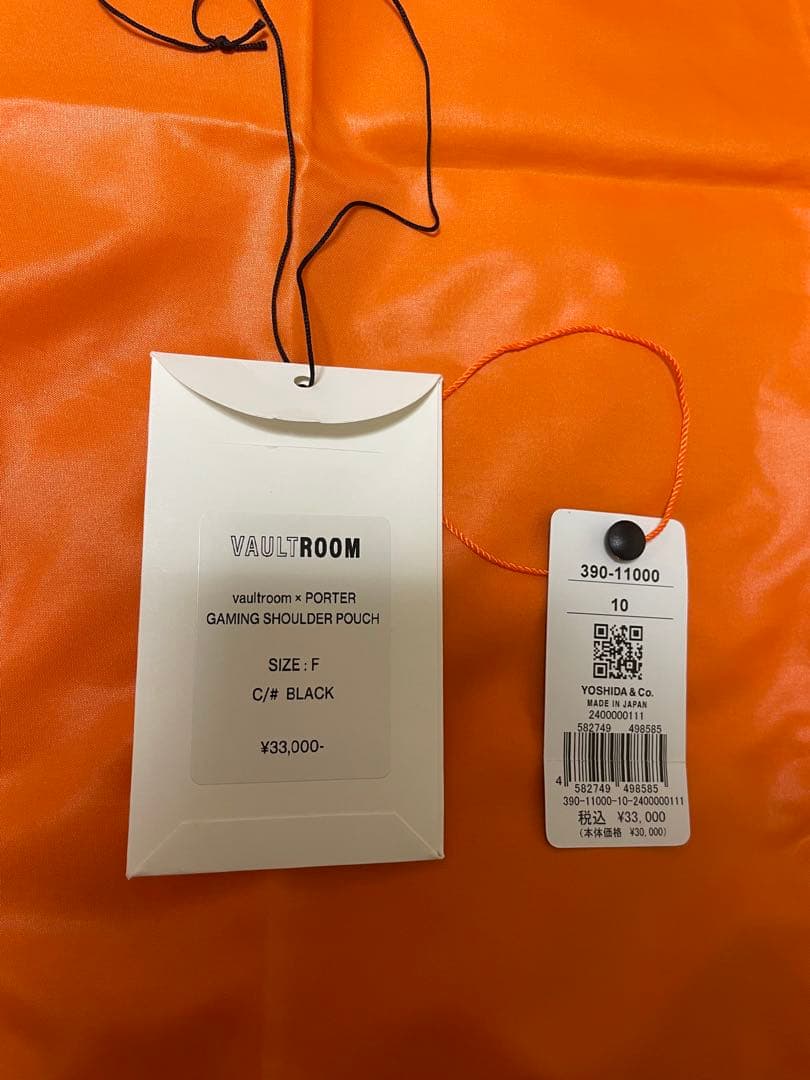 VAULTROOM
vaultroom × PORTER
GAMING SHOULDER POUCH
SIZE : F
C/# BLACK
¥33,000-
390-11000
10
YOSHIDA & Co.
MADE IN JAPAN
2400000111
582749 498585
4 582749 498585
390-11000-10-2400000111
税込 ¥33,000
(本体価格 ¥30,000)